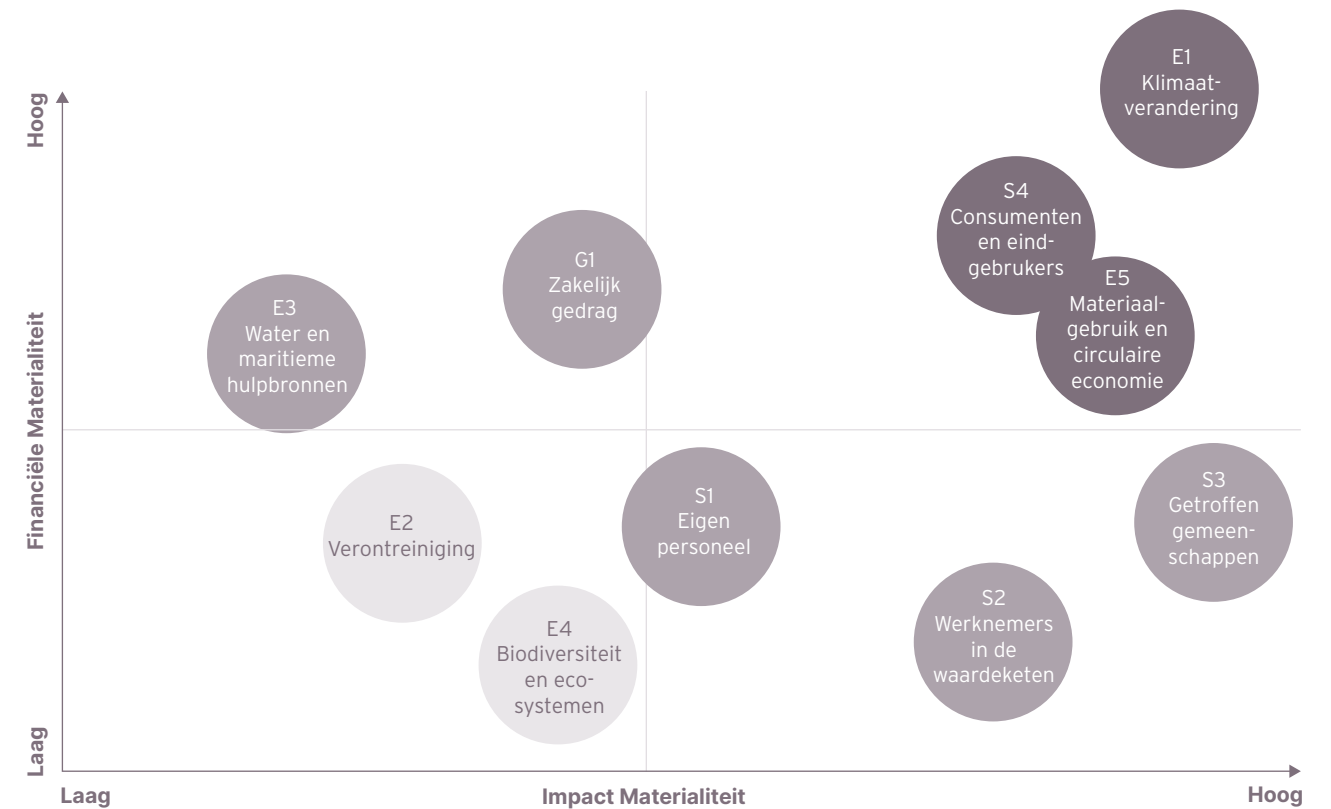 E1
Klimaat-
verandering
Hoog
S4
Consumenten
en eind-
gebrukers
G1
Zakelijk
gedrag
E5
Materiaal-
gebruik en
circulaire
economie
E3
Water en
maritieme
hulpbronnen
Financiële Materialiteit
S3
Getroffen
gemeen-
schappen
S1
Eigen
personeel
E2
Verontreiniging
S2
Werknemers
in de
waardeketen
E4
Biodiversiteit
en eco-
systemen
Laag
Laag
Impact Materialiteit
Hoog